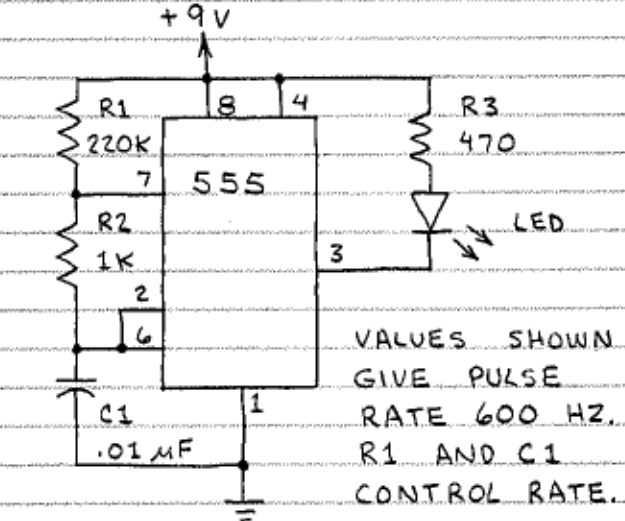 +9V
8
4
R1
220K
R3
470
7
555
R2
1K
LED
3
2
6
VALUES SHOWN
GIVE PULSE
RATE 600 HZ.
R1 AND C1
CONTROL RATE.
1
C1
.01 µF